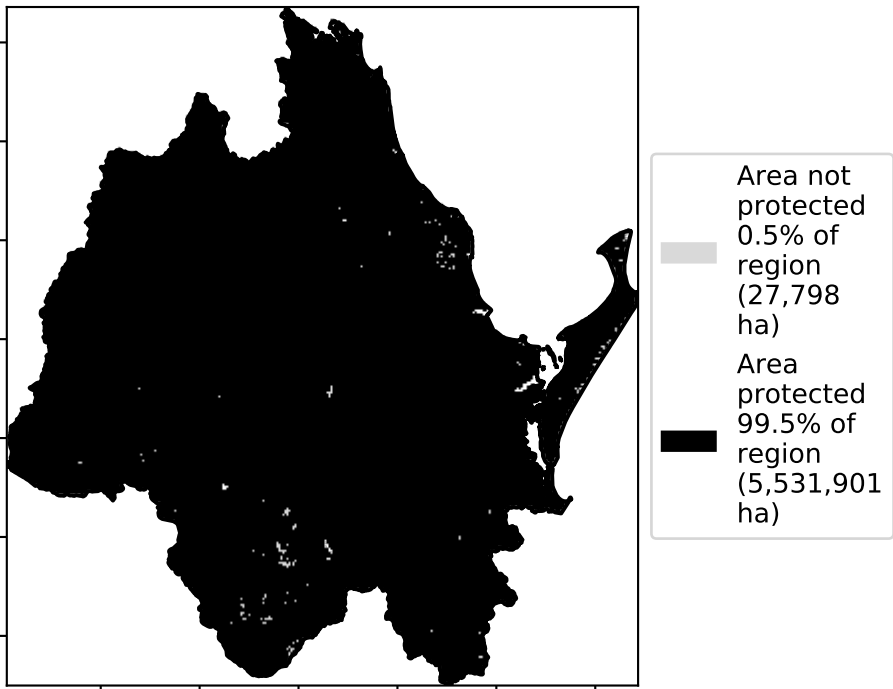 Area not
protected
0.5% of
region
(27,798
ha)
Area
protected
99.5% of
region
(5,531,901
ha)